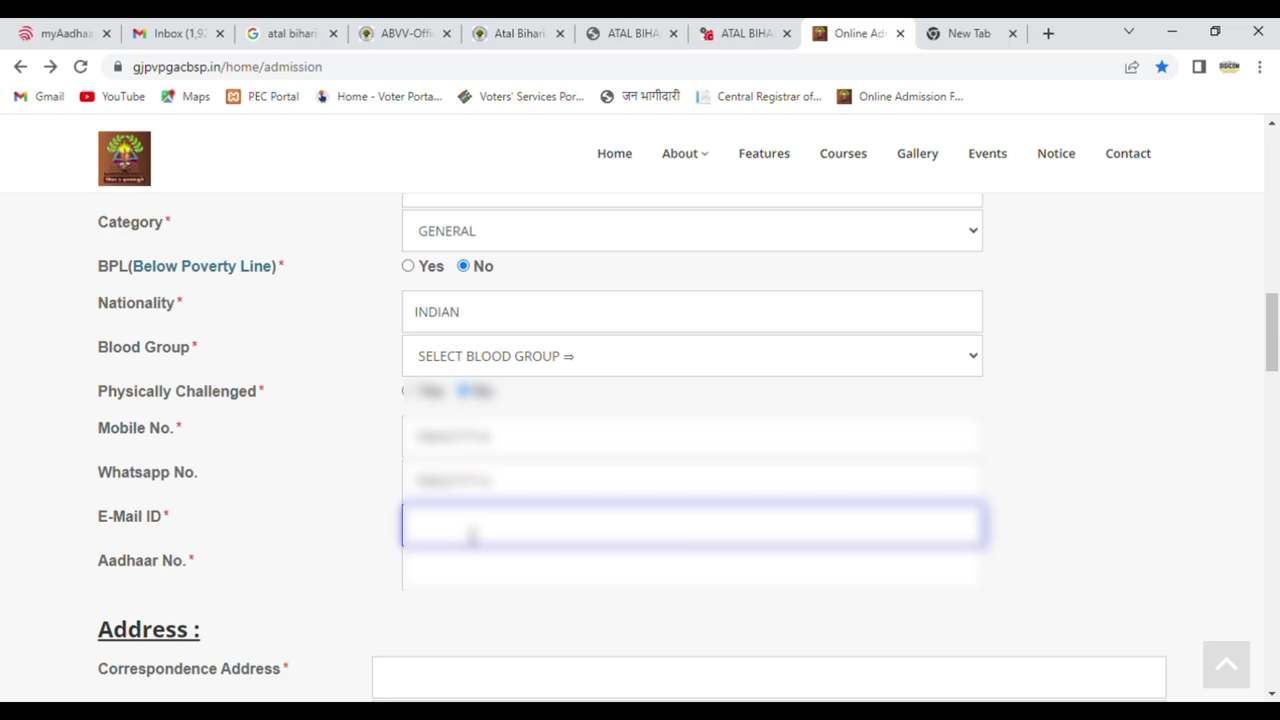 myAadha
Inbox (1,9
atal bihari
ABVV-Offi
Atal Bihari
ATAL BIHA
ATAL BIHA
Online Ad
New Tab
gjpvpgacbsp.in/home/admission
Gmail
YouTube
Maps
PEC Portal
Home - Voter Porta...
Voters' Services Por...
जन भागीदारी
Central Registrar of...
Online Admission F...
Home
About
Features
Courses
Gallery
Events
Notice
Contact
Category*
GENERAL
BPL(Below Poverty Line)*
Yes No
Nationality*
INDIAN
Blood Group*
SELECT BLOOD GROUP ⇒
Physically Challenged*
Yes No
Mobile No.*
Whatsapp No.
E-Mail ID*
Aadhaar No.*
Address :
Correspondence Address*